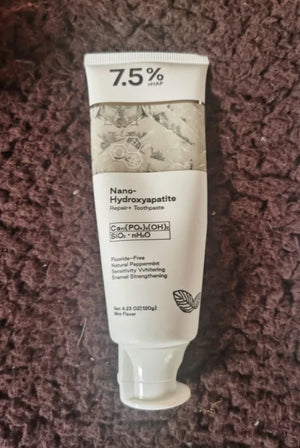 7.5%
nHAP
Nano-
Hydroxyapatite
Repair+ Toothpaste
Ca₁₀(PO₄)₆(OH)₂
SiO₂ · nH₂O
Fluoride-Free
Natural Peppermint
Sensitivity Whitening
Enamel Strengthening
Net 4.23 OZ(120g)
Mint Flavor